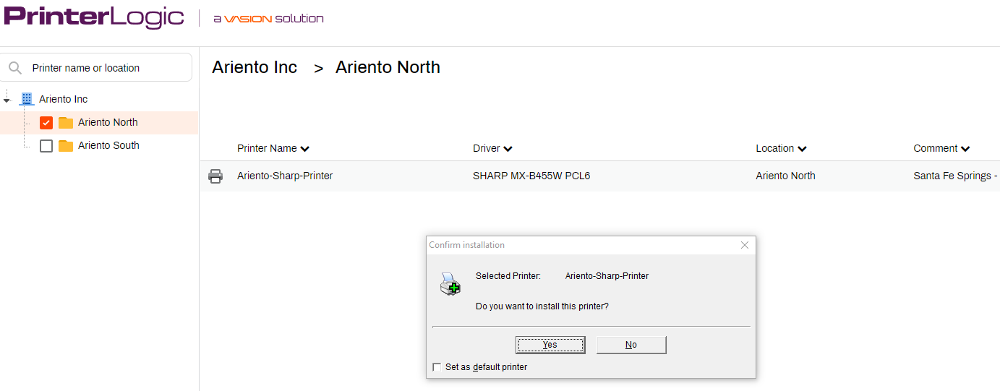 PrinterLogic a VASION solution
Printer name or location
Ariento Inc > Ariento North
Ariento Inc
Ariento North
Ariento South
Printer Name Driver Location Comment
Ariento-Sharp-Printer SHARP MX-B455W PCL6 Ariento North Santa Fe Springs -
Confirm installation
Selected Printer: Ariento-Sharp-Printer
Do you want to install this printer?
Yes No
Set as default printer